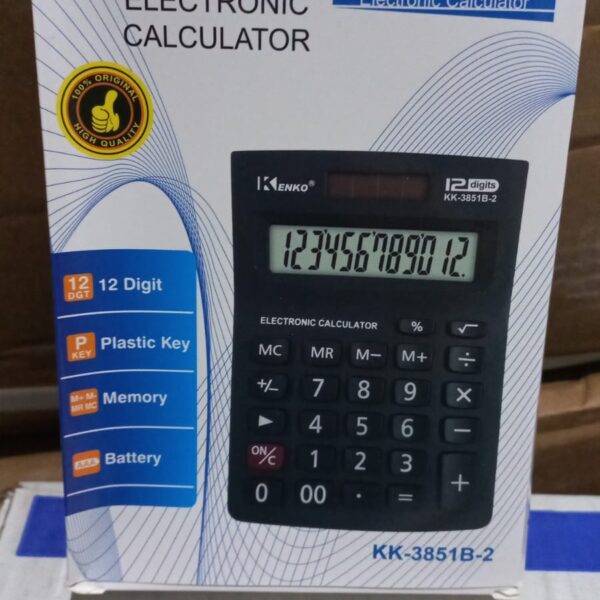 ELECTRONIC
CALCULATOR
Electronic Calculator
100% ORIGINAL
HIGH QUALITY
KENKO®
12 digits
KK-3851B-2
123456789012.
ELECTRONIC CALCULATOR
% √
MC MR M− M+ ÷
+/− 7 8 9 ×
▶ 4 5 6 −
ON/C 1 2 3 +
0 00 · =
12
DGT
12 Digit
P
KEY
Plastic Key
M+ M-
MR MC
Memory
AAA
Battery
KK-3851B-2